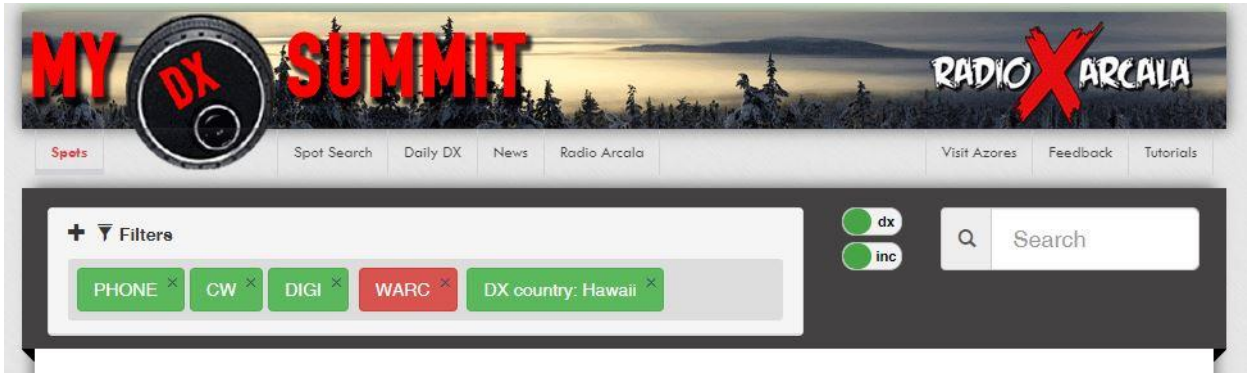 MY DX SUMMIT
RADIO X ARCALA
Spots Spot Search Daily DX News Radio Arcala Visit Azores Feedback Tutorials
Filters
dx
inc
Search
PHONE × CW × DIGI × WARC × DX country: Hawaii ×